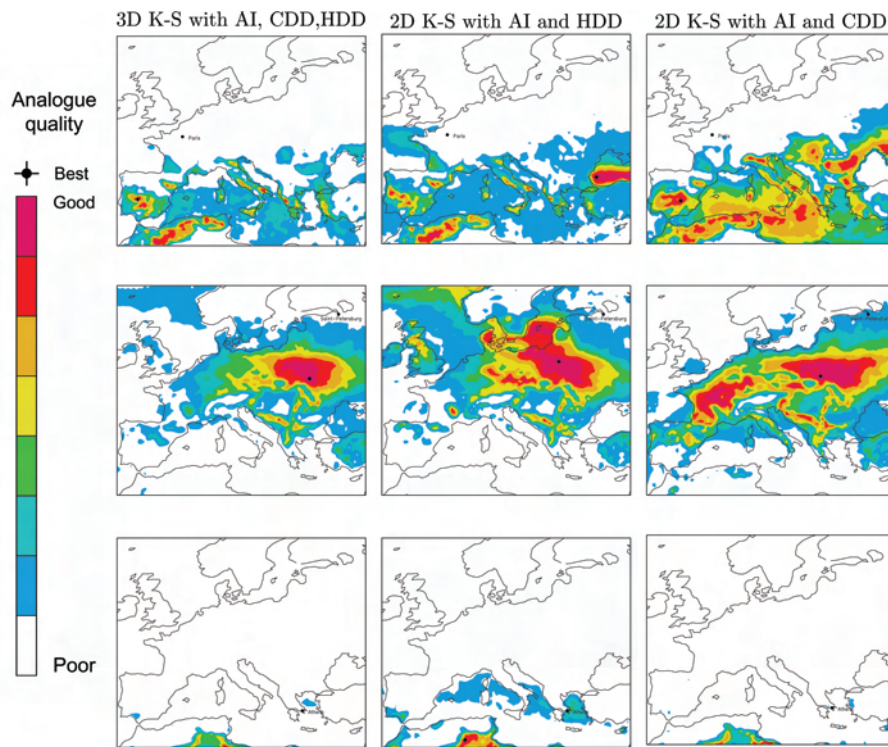 3D K-S with AI, CDD,HDD
2D K-S with AI and HDD
2D K-S with AI and CDD
Analogue
quality
Best
Good
Poor
Paris
Paris
Paris
Saint-Petersburg
Saint-Petersburg